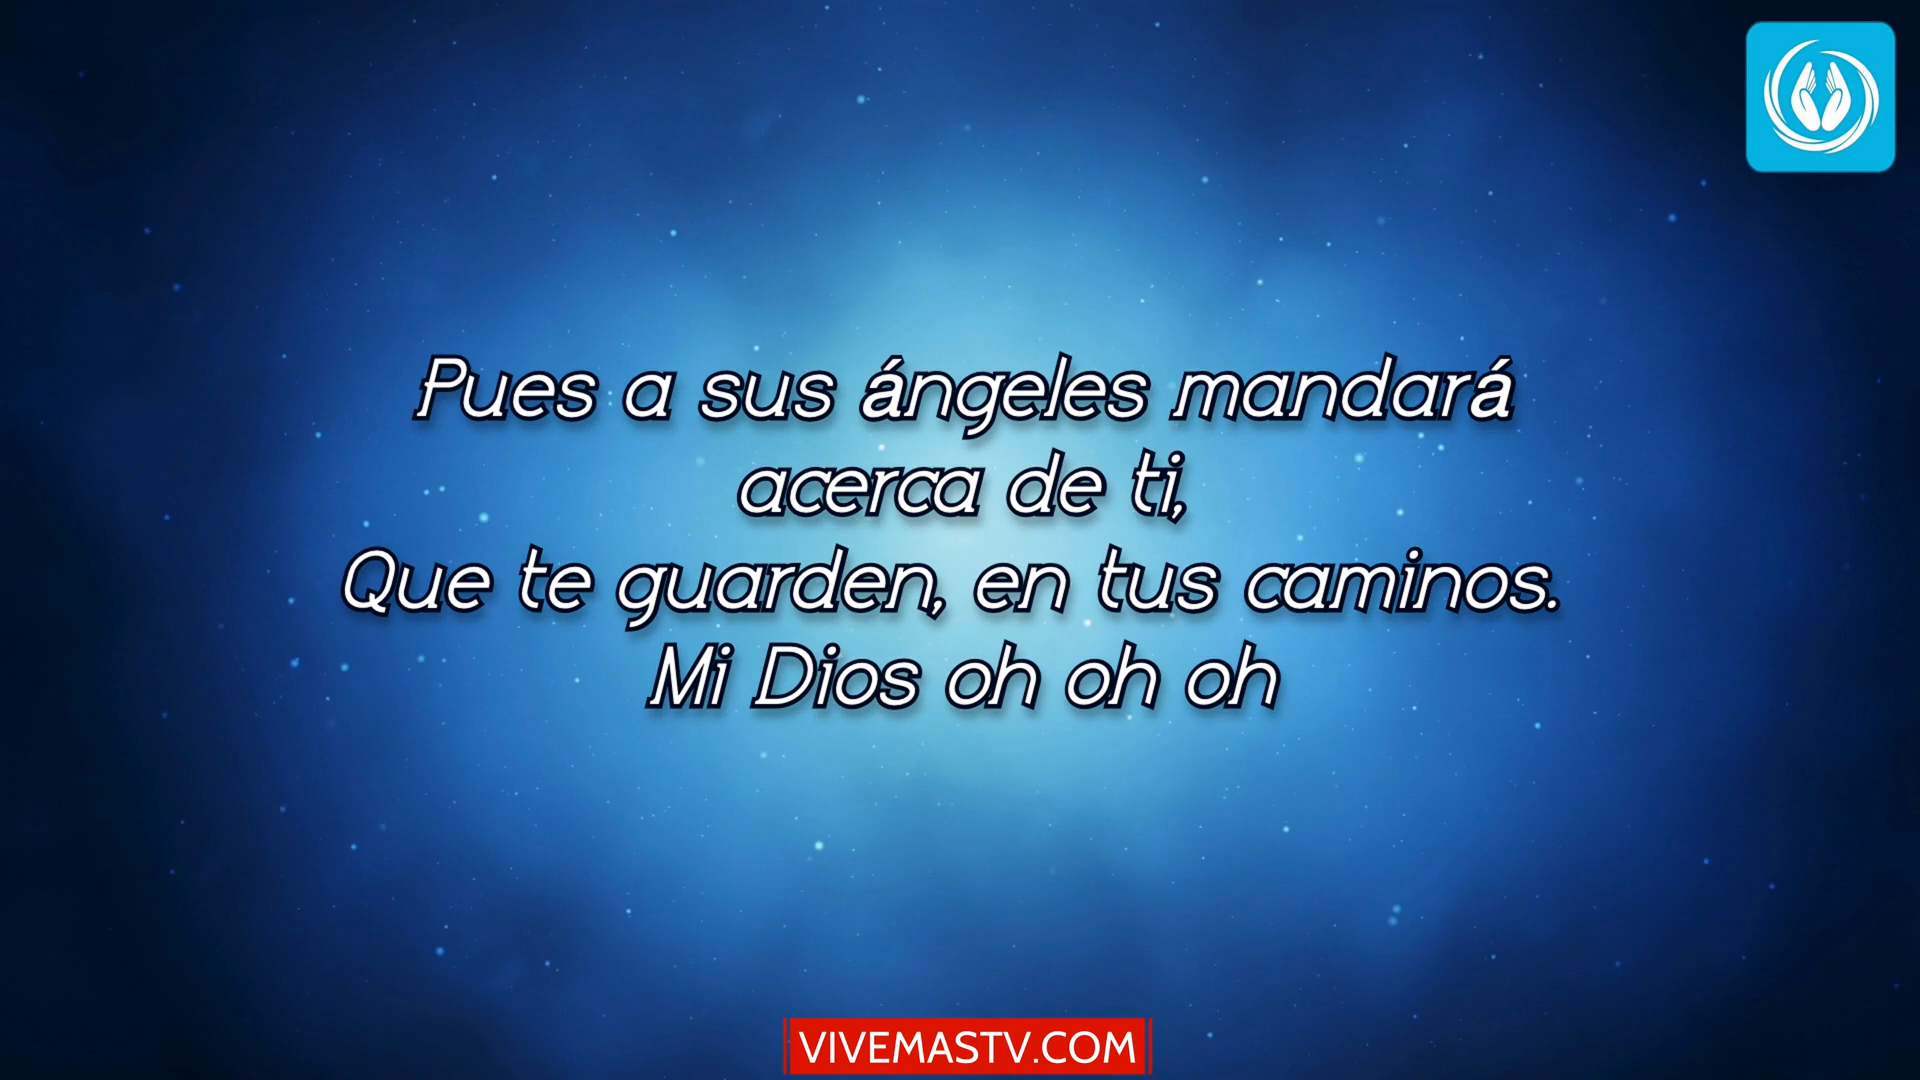 Pues a sus ángeles mandará
acerca de ti,
Que te guarden, en tus caminos.
Mi Dios oh oh oh
VIVEMASTV.COM